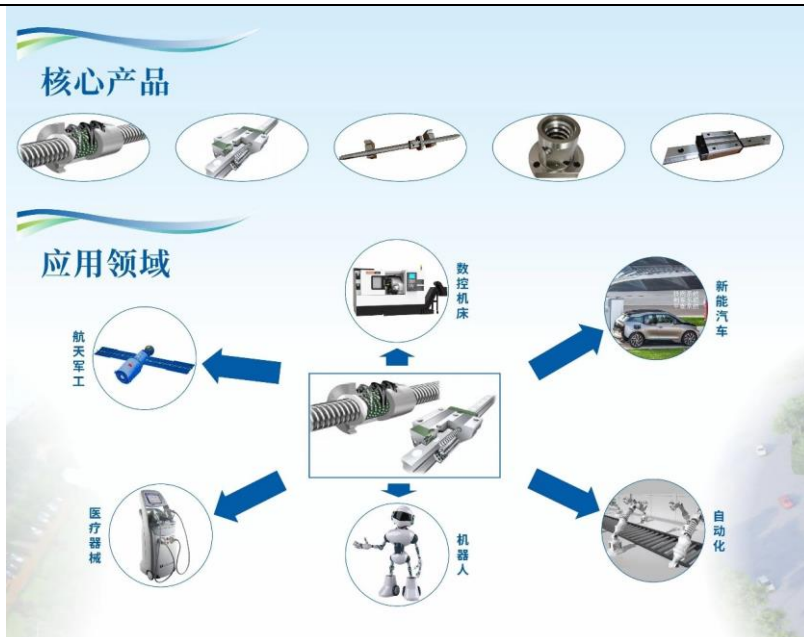 核心产品
应用领域
数控机床
新能汽车
航天军工
医疗器械
机器人
自动化